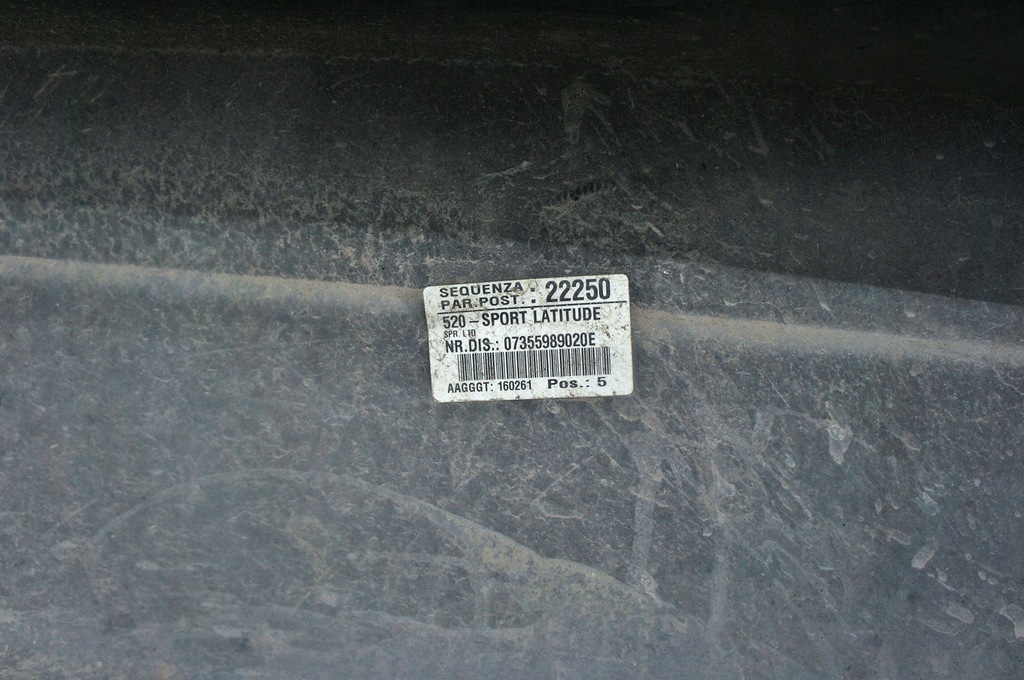 SEQUENZA : 22250
PAR.POST. :
520 - SPORT LATITUDE
SPR. LTD
NR.DIS.: 07355989020E
AAGGGT: 160261 Pos.: 5